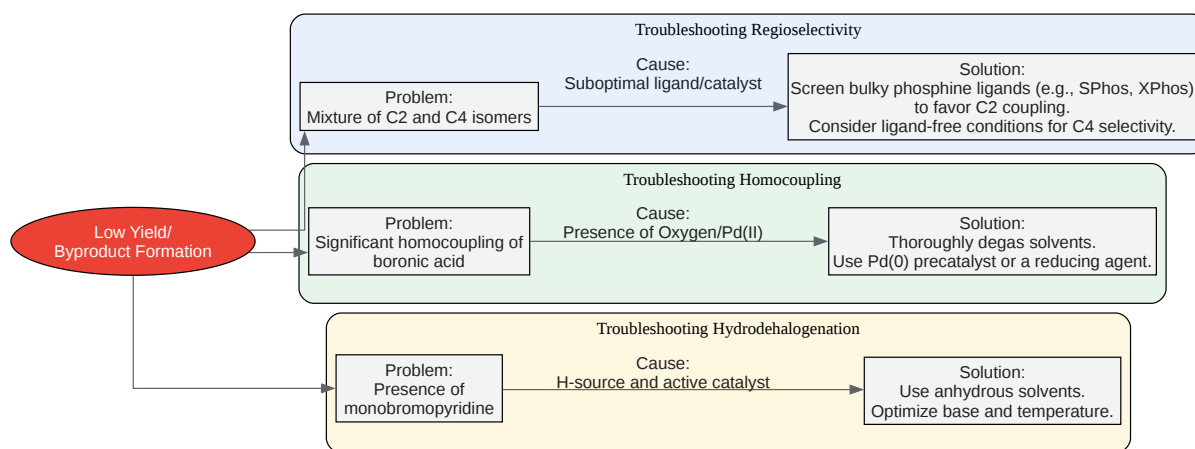 Troubleshooting Regioselectivity
Problem:
Mixture of C2 and C4 isomers
Cause:
Suboptimal ligand/catalyst
Solution:
Screen bulky phosphine ligands (e.g., SPhos, XPhos)
to favor C2 coupling.
Consider ligand-free conditions for C4 selectivity.
Low Yield/
Byproduct Formation
Troubleshooting Homocoupling
Problem:
Significant homocoupling of
boronic acid
Cause:
Presence of Oxygen/Pd(II)
Solution:
Thoroughly degas solvents.
Use Pd(0) precatalyst or a reducing agent.
Troubleshooting Hydrodehalogenation
Problem:
Presence of
monobromopyridine
Cause:
H-source and active catalyst
Solution:
Use anhydrous solvents.
Optimize base and temperature.